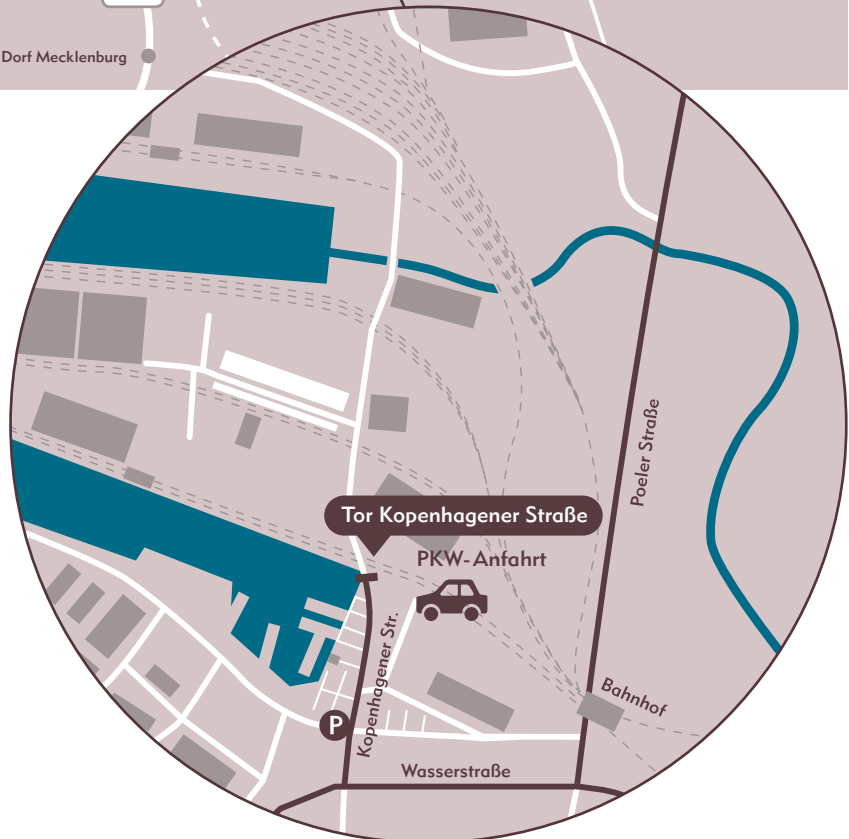 Dorf Mecklenburg
Poeler Straße
Tor Kopenhagener Straße
PKW-Anfahrt
Kopenhagener Str.
Bahnhof
P
Wasserstraße